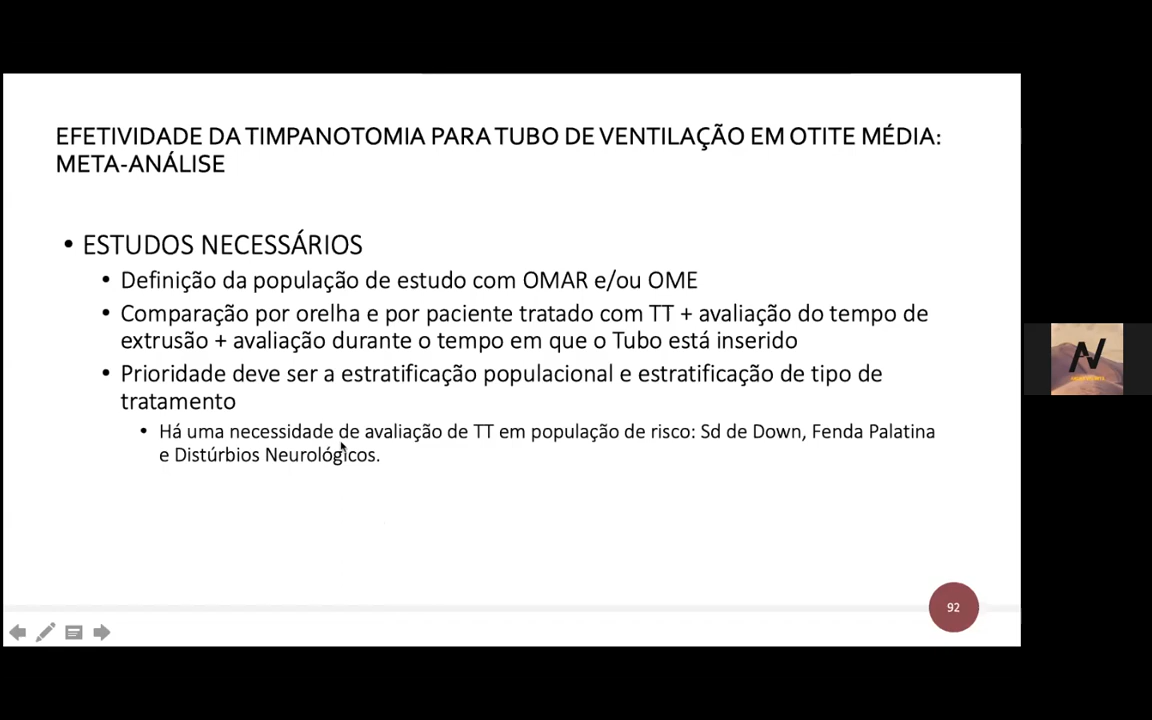 EFETIVIDADE DA TIMPANOTOMIA PARA TUBO DE VENTILAÇÃO EM OTITE MÉDIA:
META-ANÁLISE
• ESTUDOS NECESSÁRIOS
• Definição da população de estudo com OMAR e/ou OME
• Comparação por orelha e por paciente tratado com TT + avaliação do tempo de
extrusão + avaliação durante o tempo em que o Tubo está inserido
• Prioridade deve ser a estratificação populacional e estratificação de tipo de
tratamento
• Há uma necessidade de avaliação de TT em população de risco: Sd de Down, Fenda Palatina
e Distúrbios Neurológicos.
92